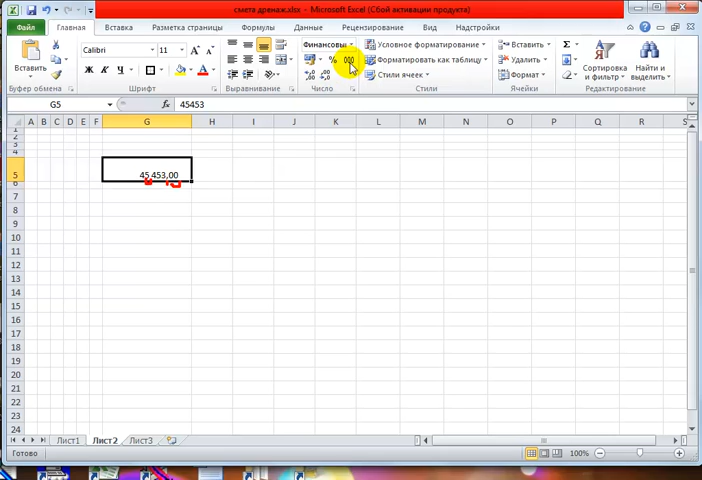 смета дренаж.xlsx - Microsoft Excel (Сбой активации продукта)
Файл Главная Вставка Разметка страницы Формулы Данные Рецензирование Вид Надстройки
Вставить
Calibri 11
Ж К Ч
Финансовый
% 000
Условное форматирование
Форматировать как таблицу
Стили ячеек
Вставить
Удалить
Формат
Σ
Сортировка и фильтр
Найти и выделить
Буфер обмена Шрифт Выравнивание Число Стили Ячейки Редактирование
G5 fx 45453
A B C D E F G H I J K L M N O P Q R S
1
2
3
4
5 45 453,00
6
7
8
9
10
11
12
13
14
15
16
17
18
19
20
21
22
23
24
Лист1 Лист2 Лист3
Готово 100%